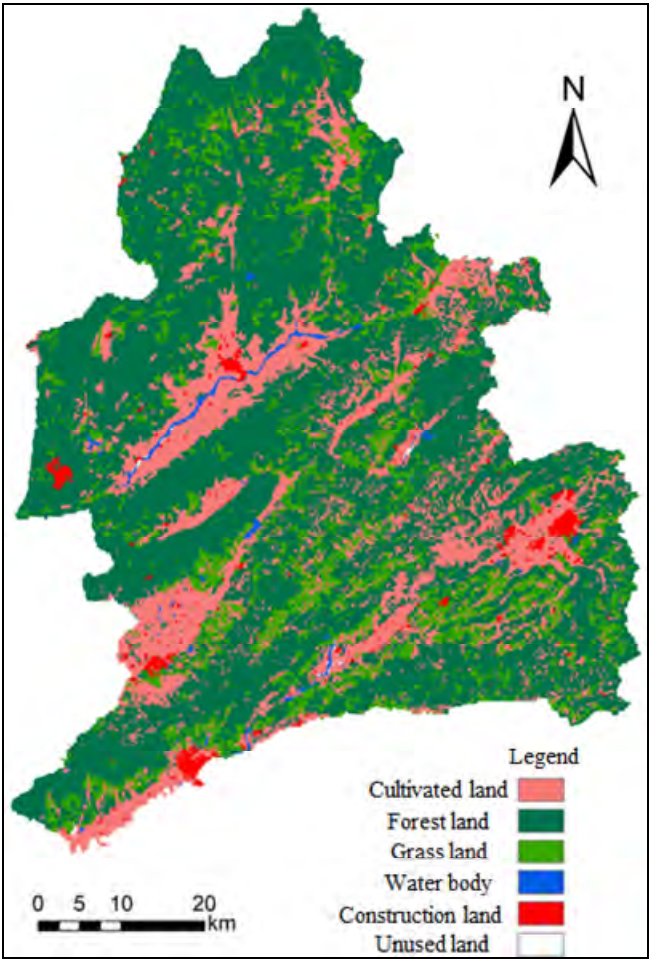 N
Legend
Cultivated land
Forest land
Grass land
Water body
Construction land
Unused land
0 5 10 20
km